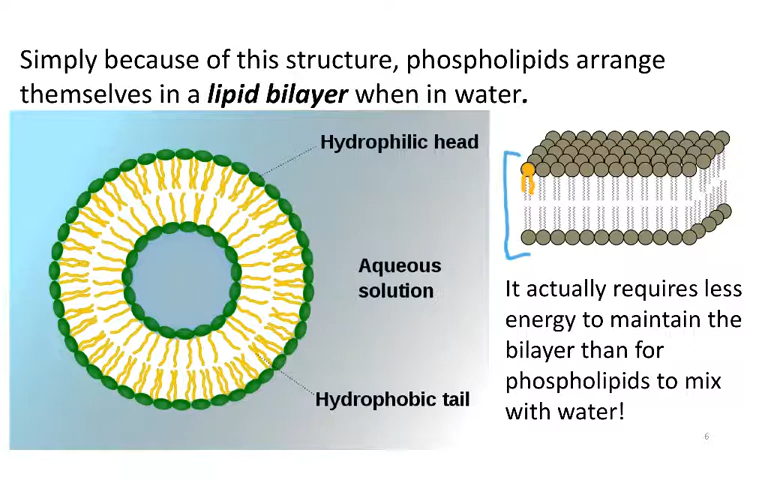 Simply because of this structure, phospholipids arrange
themselves in a lipid bilayer when in water.
Hydrophilic head
Aqueous
solution
Hydrophobic tail
It actually requires less
energy to maintain the
bilayer than for
phospholipids to mix
with water!
6